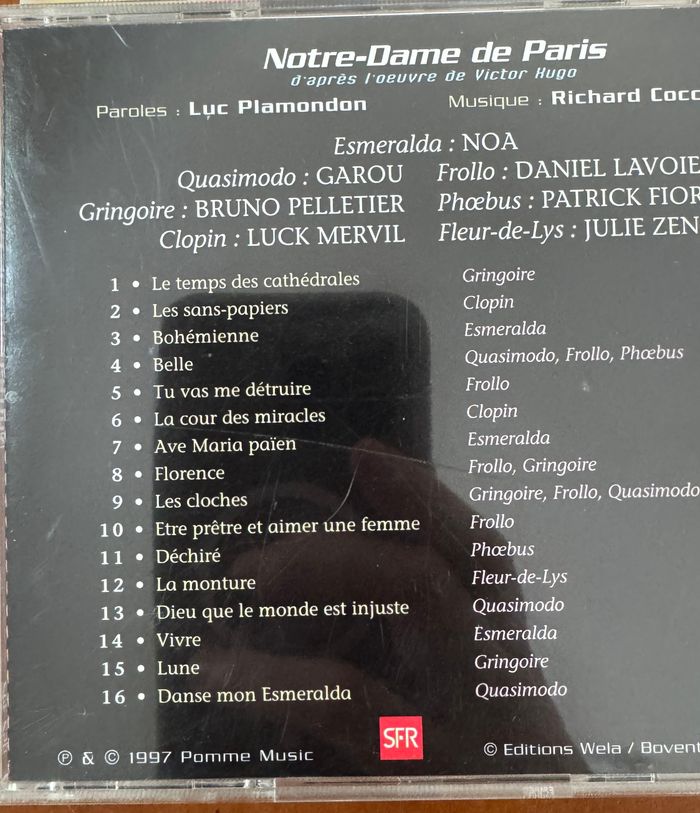 Notre-Dame de Paris
d'après l'oeuvre de Victor Hugo
Paroles : Luc Plamondon Musique : Richard Cocc
Esmeralda : NOA
Quasimodo : GAROU Frollo : DANIEL LAVOIE
Gringoire : BRUNO PELLETIER Phœbus : PATRICK FIOR
Clopin : LUCK MERVIL Fleur-de-Lys : JULIE ZEN
1 • Le temps des cathédrales Gringoire
2 • Les sans-papiers Clopin
3 • Bohémienne Esmeralda
4 • Belle Quasimodo, Frollo, Phœbus
5 • Tu vas me détruire Frollo
6 • La cour des miracles Clopin
7 • Ave Maria païen Esmeralda
8 • Florence Frollo, Gringoire
9 • Les cloches Gringoire, Frollo, Quasimodo
10 • Etre prêtre et aimer une femme Frollo
11 • Déchiré Phœbus
12 • La monture Fleur-de-Lys
13 • Dieu que le monde est injuste Quasimodo
14 • Vivre Esmeralda
15 • Lune Gringoire
16 • Danse mon Esmeralda Quasimodo
SFR
℗ & © 1997 Pomme Music © Editions Wela / Bovent